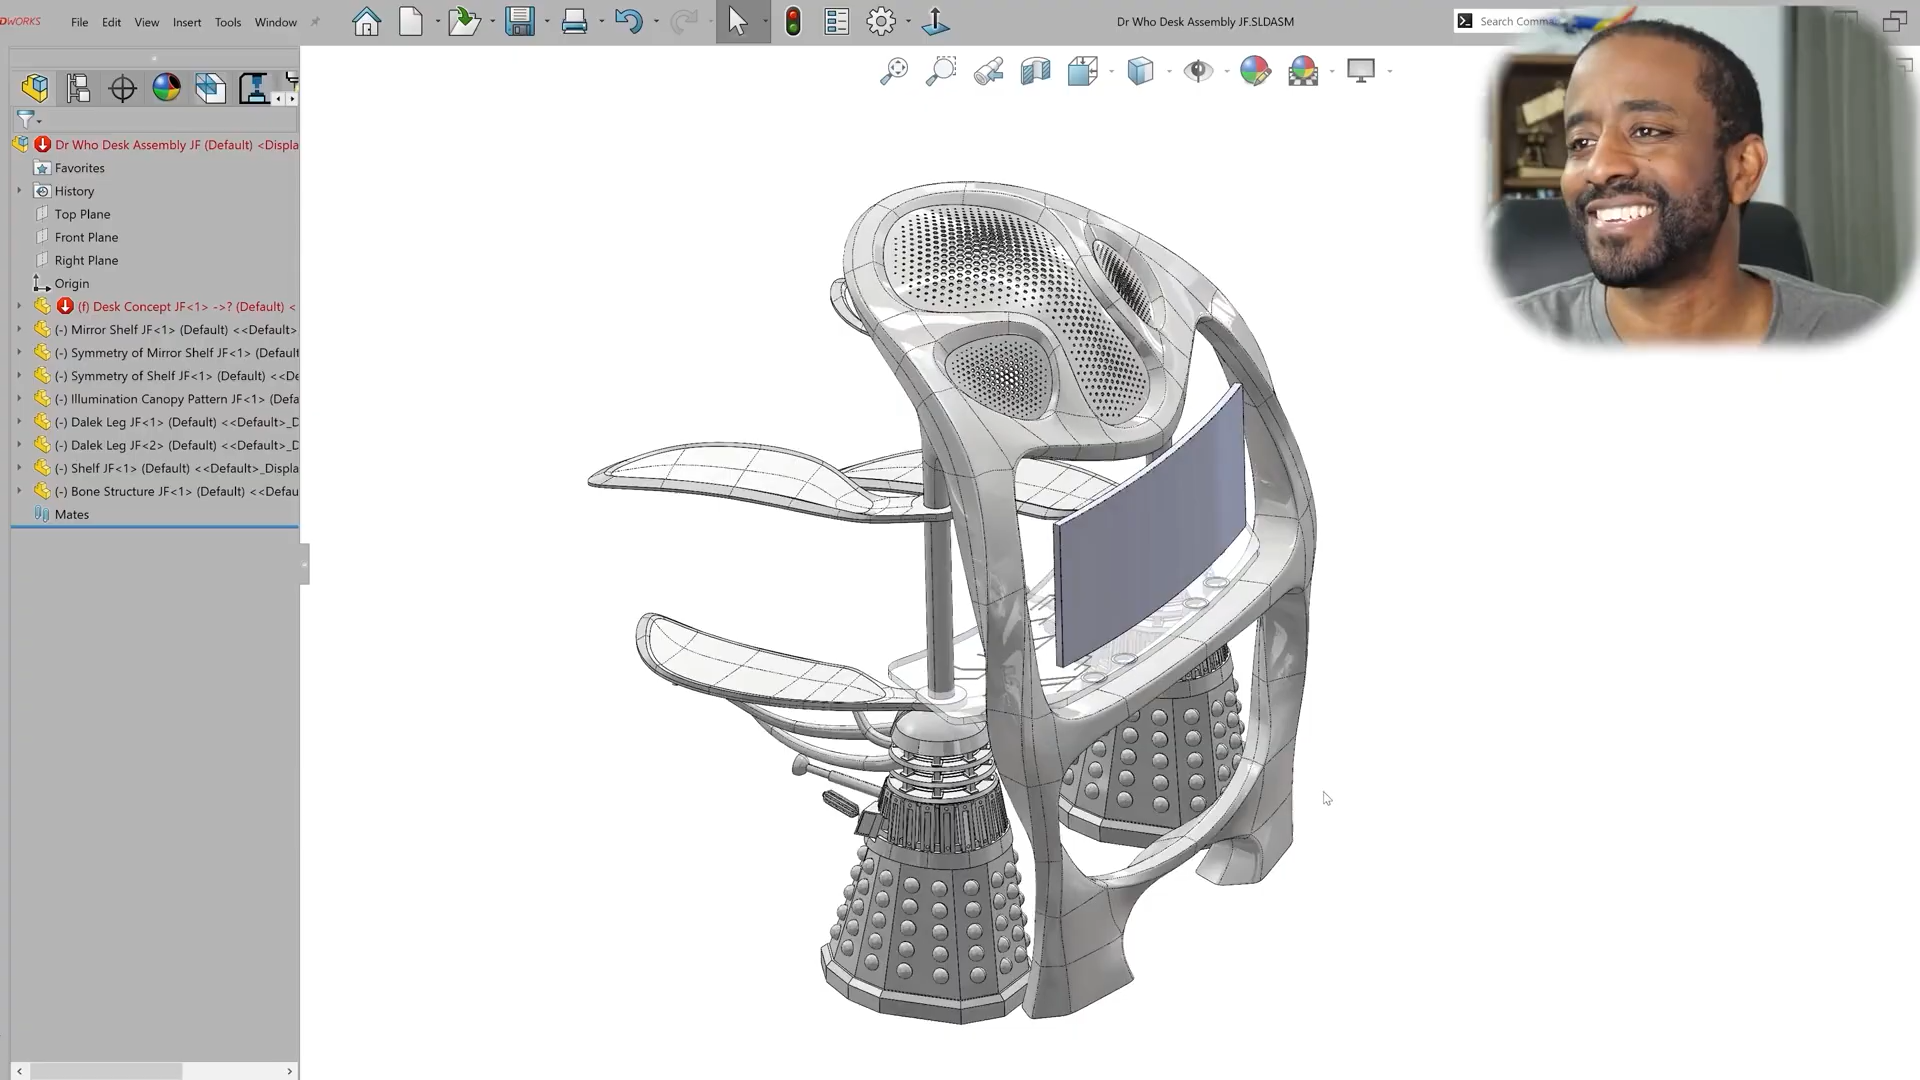 DWORKS File Edit View Insert Tools Window
Dr Who Desk Assembly JF.SLDASM
Search Comma
Dr Who Desk Assembly JF (Default) <Displa
Favorites
History
Top Plane
Front Plane
Right Plane
Origin
(f) Desk Concept JF<1> ->? (Default) <
(-) Mirror Shelf JF<1> (Default) <<Default>
(-) Symmetry of Mirror Shelf JF<1> (Defaul
(-) Symmetry of Shelf JF<1> (Default) <<De
(-) Illumination Canopy Pattern JF<1> (Defa
(-) Dalek Leg JF<1> (Default) <<Default>_D
(-) Dalek Leg JF<2> (Default) <<Default>_D
(-) Shelf JF<1> (Default) <<Default>_Displa
(-) Bone Structure JF<1> (Default) <<Defau
Mates